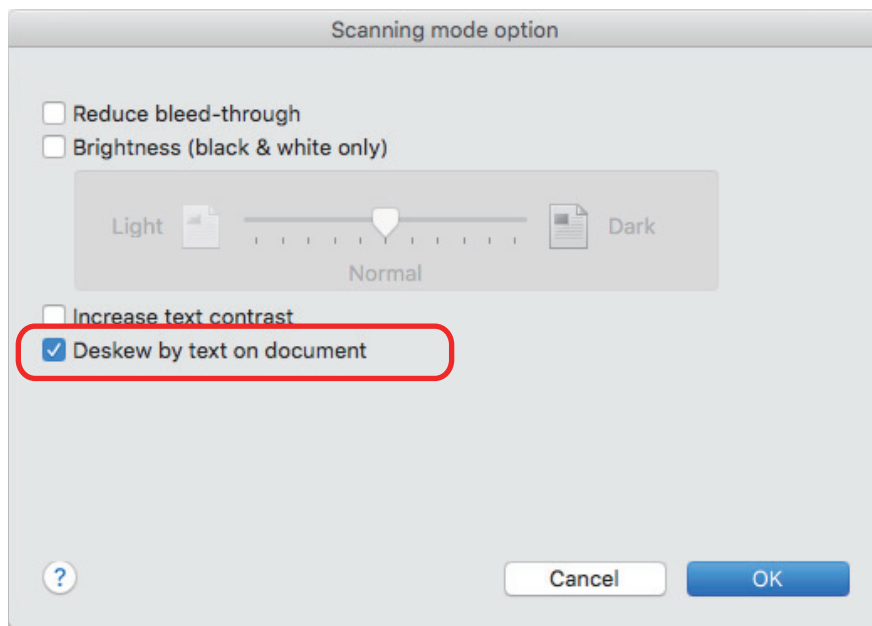 Scanning mode option
Reduce bleed-through
Brightness (black & white only)
Light Dark
Normal
Increase text contrast
Deskew by text on document
? Cancel OK